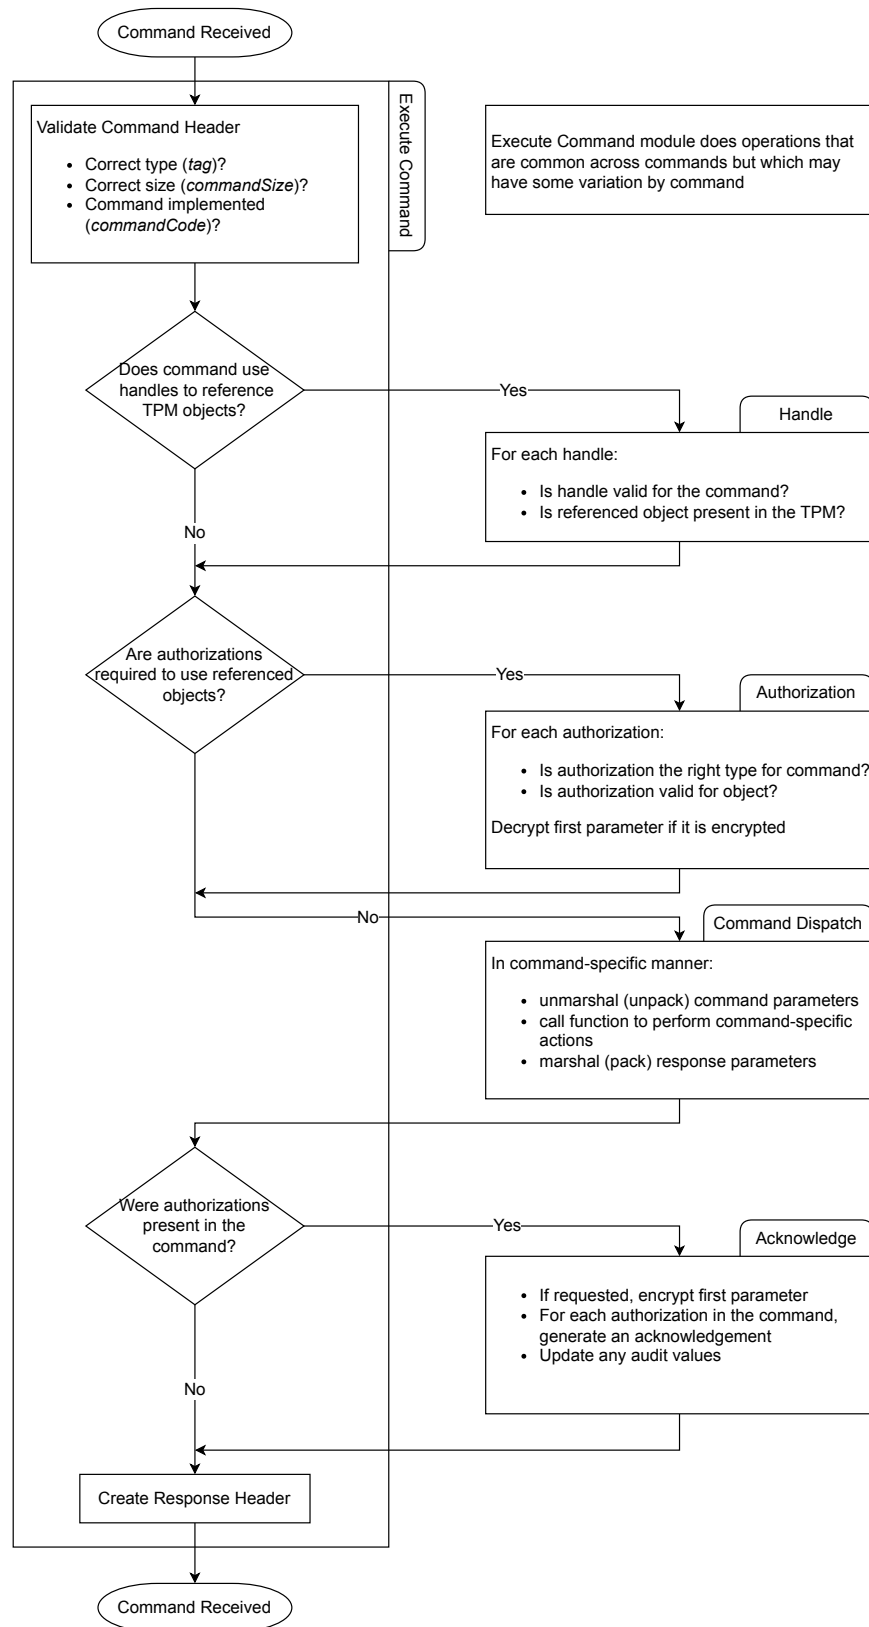 Command Received
Execute Command
Validate Command Header
• Correct type (tag)?
• Correct size (commandSize)?
• Command implemented
(commandCode)?
Execute Command module does operations that
are common across commands but which may
have some variation by command
Does command use
handles to reference
TPM objects?
Yes
Handle
For each handle:
• Is handle valid for the command?
• Is referenced object present in the TPM?
No
Are authorizations
required to use referenced
objects?
Yes
Authorization
For each authorization:
• Is authorization the right type for command?
• Is authorization valid for object?
Decrypt first parameter if it is encrypted
No
Command Dispatch
In command-specific manner:
• unmarshal (unpack) command parameters
• call function to perform command-specific
actions
• marshal (pack) response parameters
Were authorizations
present in the
command?
Yes
Acknowledge
• If requested, encrypt first parameter
• For each authorization in the command,
generate an acknowledgement
• Update any audit values
No
Create Response Header
Command Received